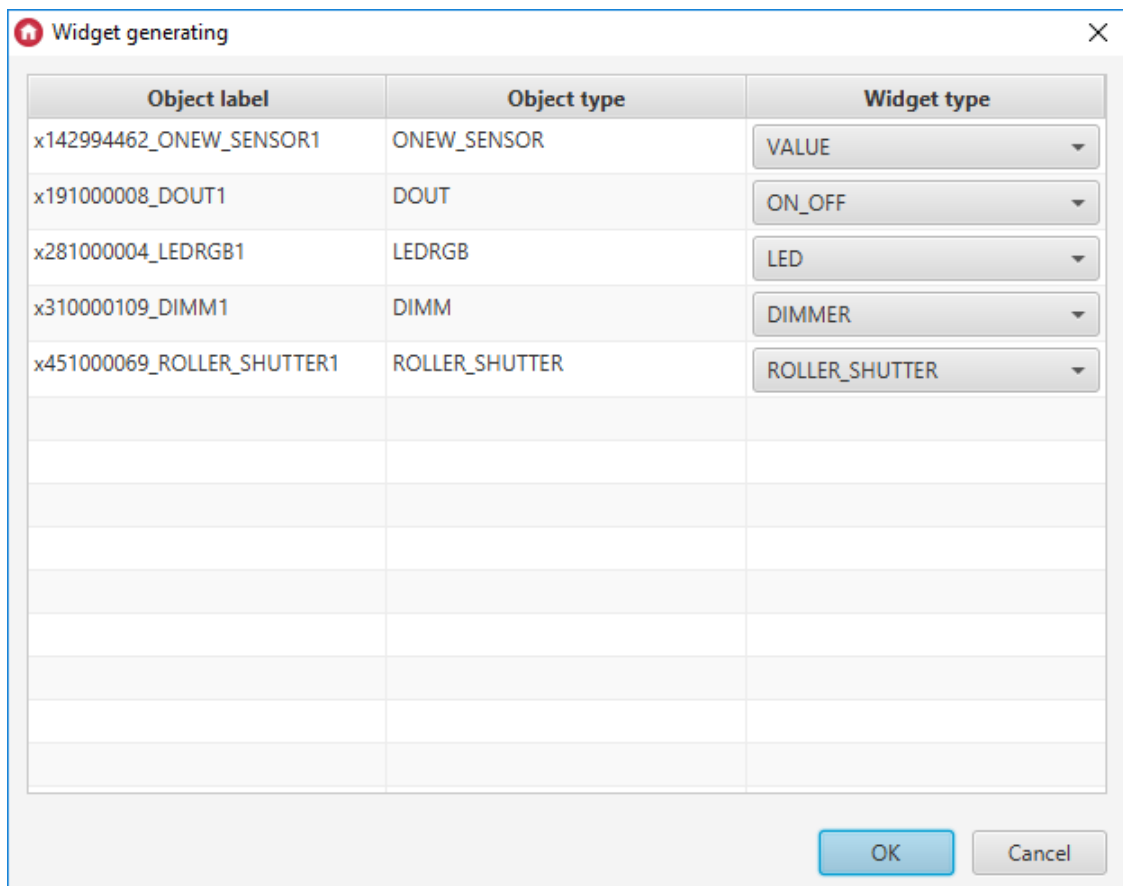 Widget generating
Object label Object type Widget type
x142994462_ONEW_SENSOR1 ONEW_SENSOR VALUE
x191000008_DOUT1 DOUT ON_OFF
x281000004_LEDRGB1 LEDRGB LED
x310000109_DIMM1 DIMM DIMMER
x451000069_ROLLER_SHUTTER1 ROLLER_SHUTTER ROLLER_SHUTTER
OK Cancel